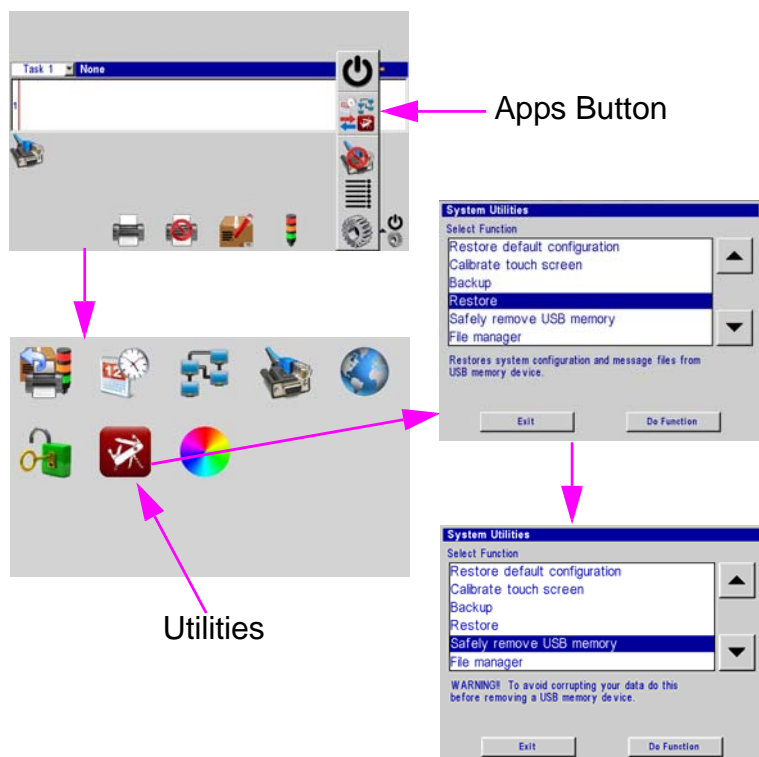 Task 1 None
1
Apps Button
12
Utilities
System Utilities
Select Function
Restore default configuration
Calibrate touch screen
Backup
Restore
Safely remove USB memory
File manager
Restores system configuration and message files from
USB memory device.
Exit Do Function
System Utilities
Select Function
Restore default configuration
Calibrate touch screen
Backup
Restore
Safely remove USB memory
File manager
WARNING!! To avoid corrupting your data do this
before removing a USB memory device.
Exit Do Function